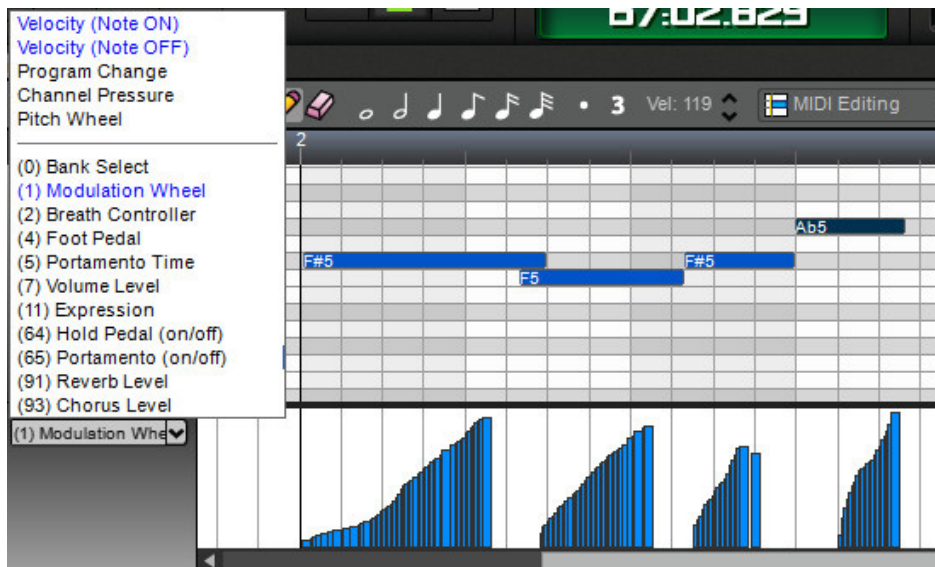 Velocity (Note ON)
Velocity (Note OFF)
Program Change
Channel Pressure
Pitch Wheel
(0) Bank Select
(1) Modulation Wheel
(2) Breath Controller
(4) Foot Pedal
(5) Portamento Time
(7) Volume Level
(11) Expression
(64) Hold Pedal (on/off)
(65) Portamento (on/off)
(91) Reverb Level
(93) Chorus Level
(1) Modulation Whe
07:02.829
3 Vel: 119 MIDI Editing
2
Ab5
F#5 F#5
F5